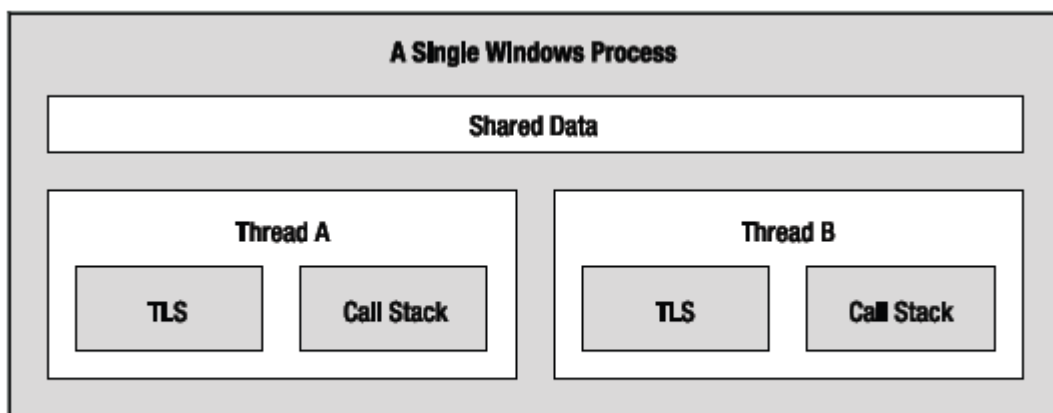 A Single Windows Process
Shared Data
Thread A
Thread B
TLS
Call Stack
TLS
Call Stack